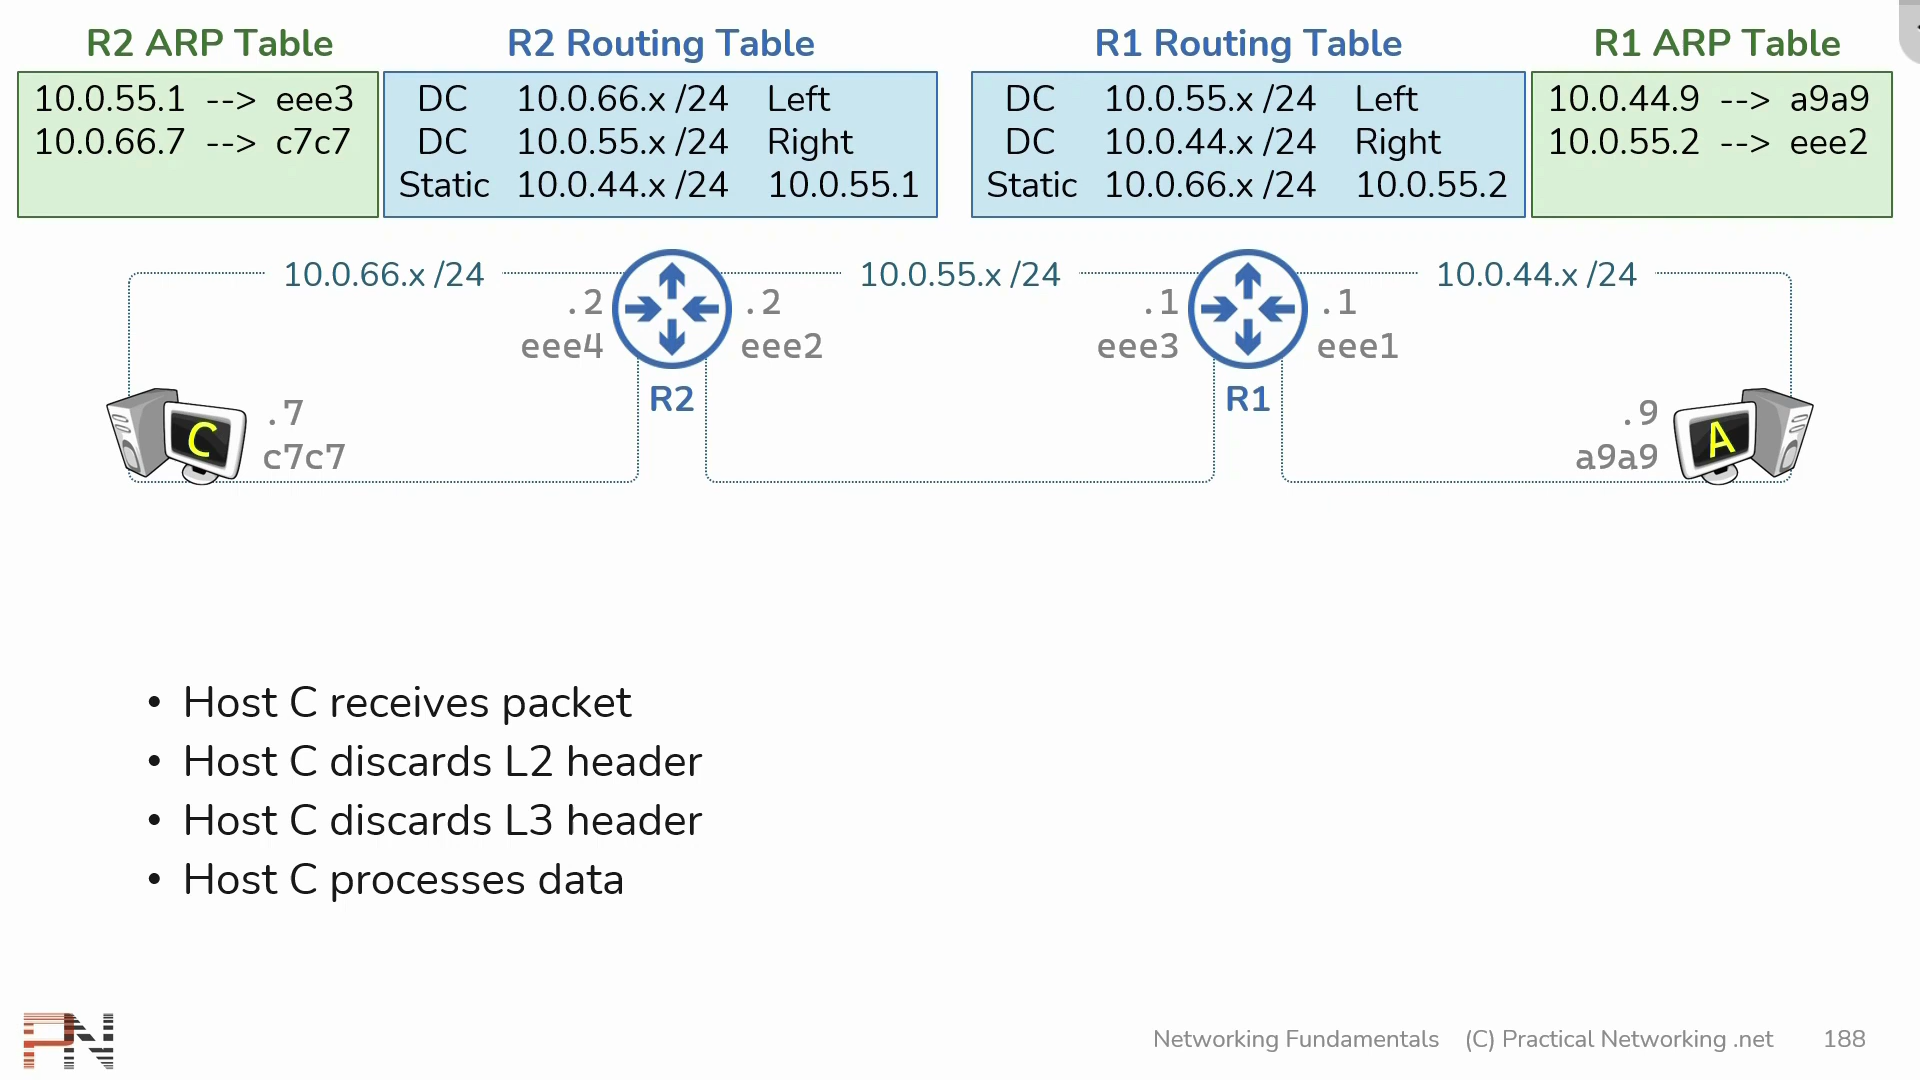 R2 ARP Table
10.0.55.1 --> eee3
10.0.66.7 --> c7c7
R2 Routing Table
DC 10.0.66.x /24 Left
DC 10.0.55.x /24 Right
Static 10.0.44.x /24 10.0.55.1
R1 Routing Table
DC 10.0.55.x /24 Left
DC 10.0.44.x /24 Right
Static 10.0.66.x /24 10.0.55.2
R1 ARP Table
10.0.44.9 --> a9a9
10.0.55.2 --> eee2
10.0.66.x /24
.2
eee4
R2
.2
eee2
10.0.55.x /24
.1
eee3
R1
.1
eee1
10.0.44.x /24
C
.7
c7c7
.9
a9a9
A
• Host C receives packet
• Host C discards L2 header
• Host C discards L3 header
• Host C processes data
PN
Networking Fundamentals (C) Practical Networking .net 188